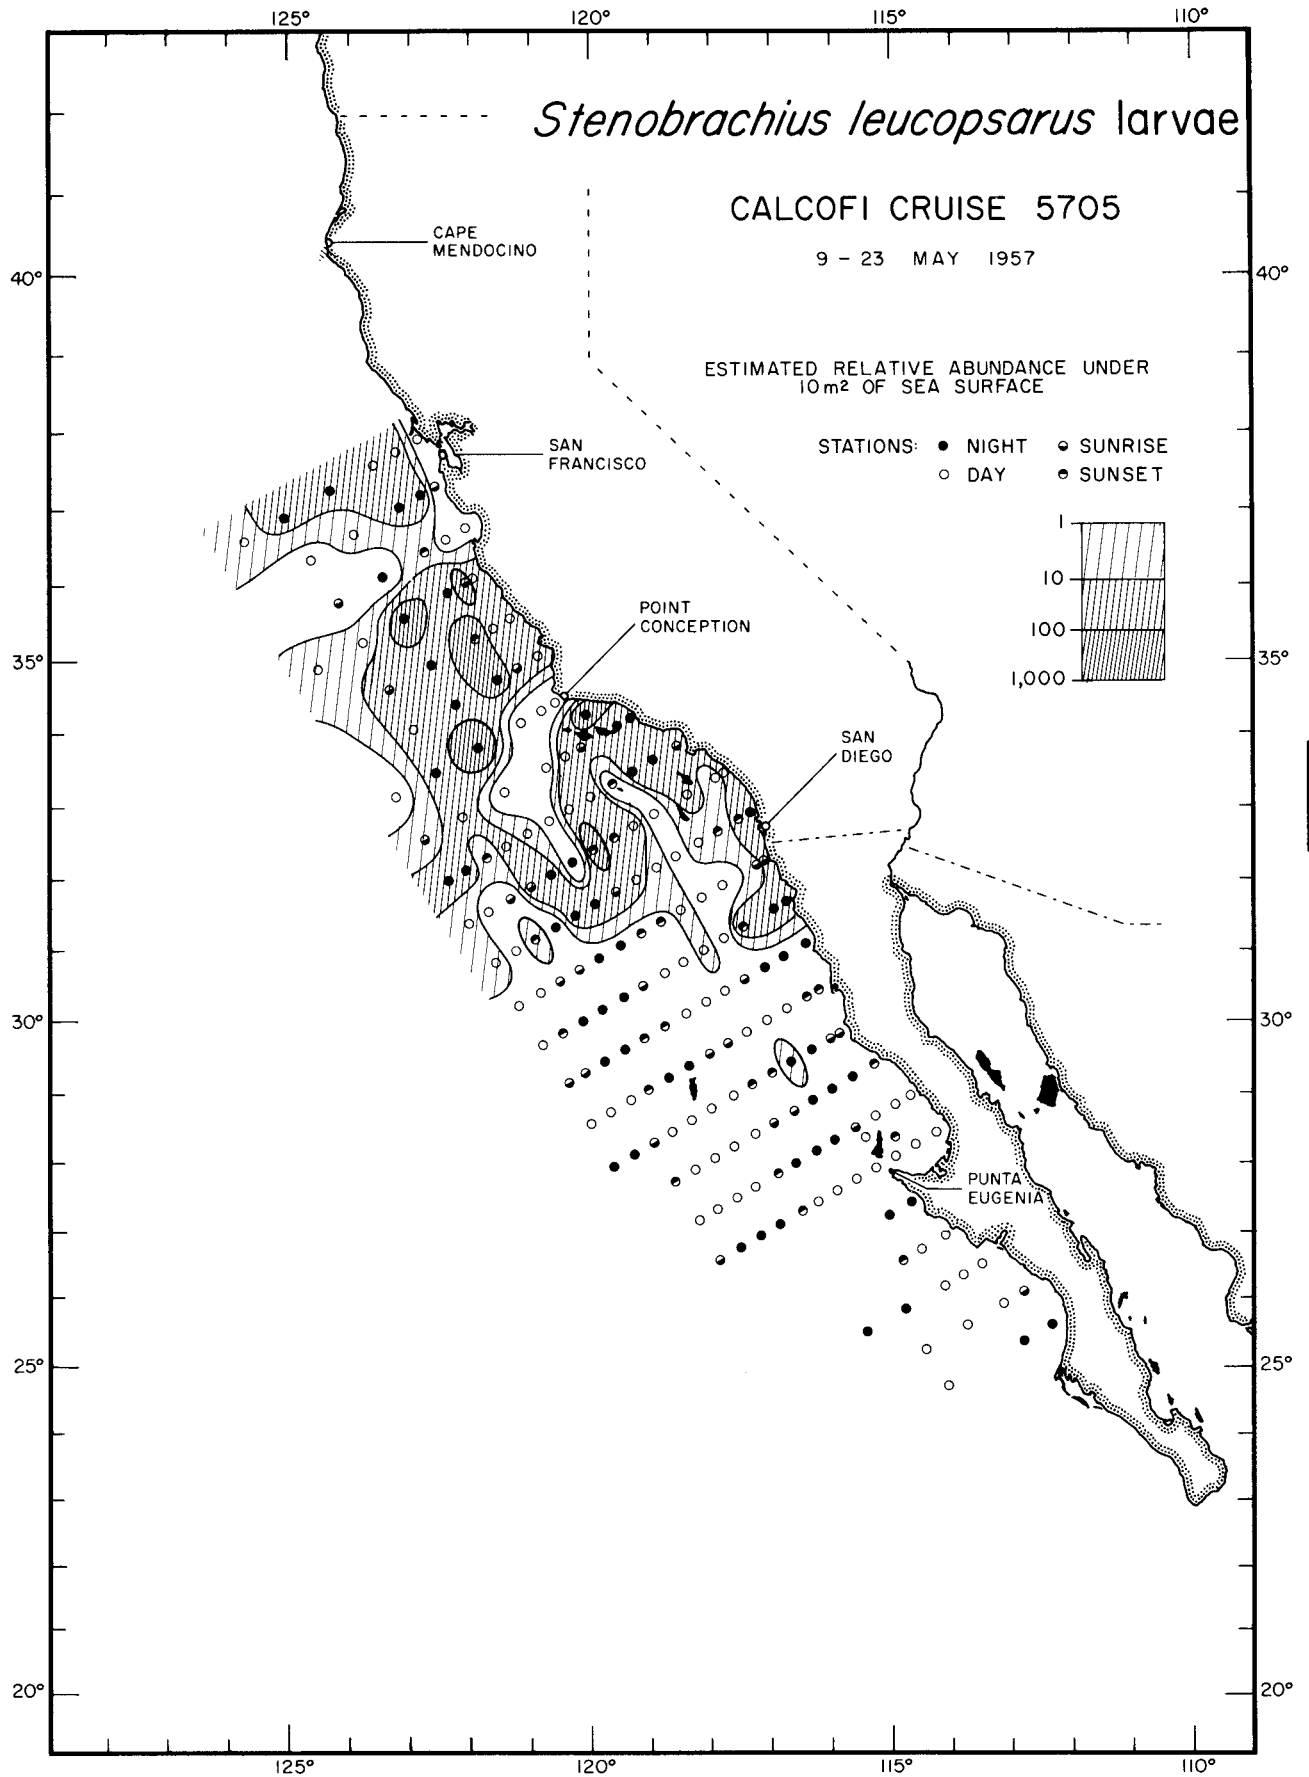 125° 120° 115° 110°
Stenobrachius leucopsarus larvae
CALCOFI CRUISE 5705
9 – 23 MAY 1957
CAPE
MENDOCINO
40° 40°
ESTIMATED RELATIVE ABUNDANCE UNDER
10 m² OF SEA SURFACE
STATIONS: ● NIGHT SUNRISE
○ DAY SUNSET
SAN
FRANCISCO
1
10
100
1,000
POINT
CONCEPTION
35° 35°
SAN
DIEGO
30° 30°
PUNTA
EUGENIA
25° 25°
20° 20°
125° 120° 115° 110°